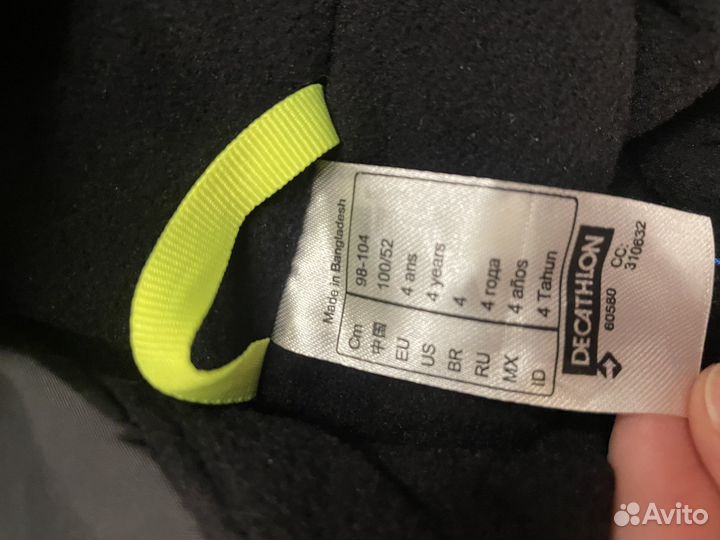 Made in Bangladesh
Cm 98-104
中国 100/52
EU 4 ans
US 4 years
BR 4
RU 4 года
MX 4 años
ID 4 Tahun
DECATHLON
60580 CC:
310632
Avito